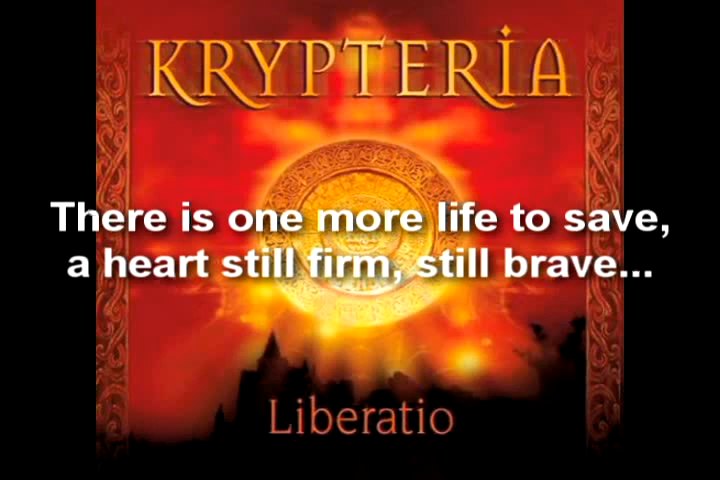 KRYPTERIA
There is one more life to save,
a heart still firm, still brave...
Liberatio